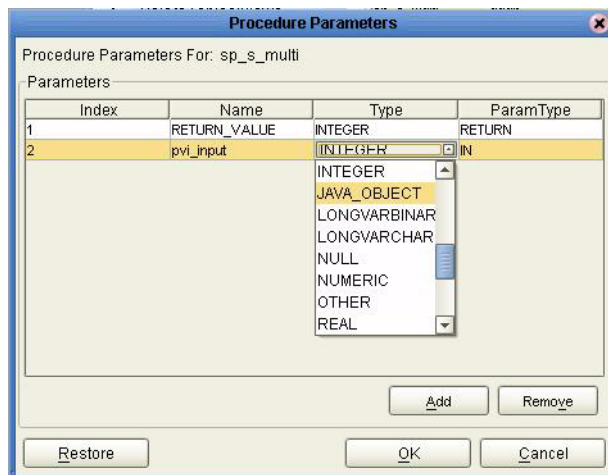 Procedure Parameters
Procedure Parameters For: sp_s_multi
Parameters
Index Name Type ParamType
1 RETURN_VALUE INTEGER RETURN
2 pvi_input INTEGER IN
INTEGER
JAVA_OBJECT
LONGVARBINAR
LONGVARCHAR
NULL
NUMERIC
OTHER
REAL
Add Remove
Restore OK Cancel